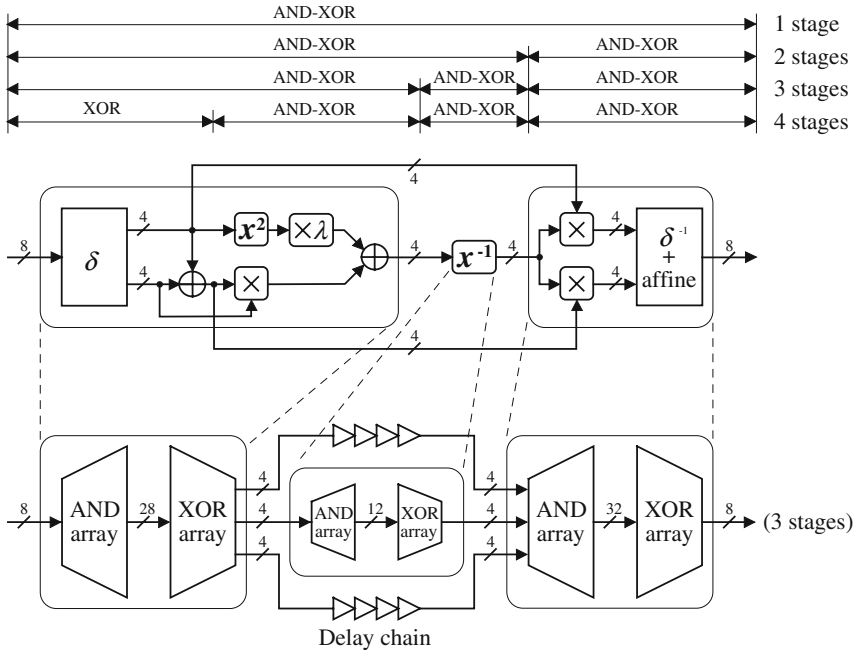 AND-XOR 1 stage
AND-XOR AND-XOR 2 stages
AND-XOR AND-XOR AND-XOR 3 stages
XOR AND-XOR AND-XOR AND-XOR 4 stages
4
8 δ 4 4 x² ×λ × 4 x⁻¹ 4 × × 4 4 δ⁻¹ + affine 8
4
8 AND array 28 XOR array 4 4 4 AND array 12 XOR array 4 4 4 AND array 32 XOR array 8 (3 stages)
Delay chain